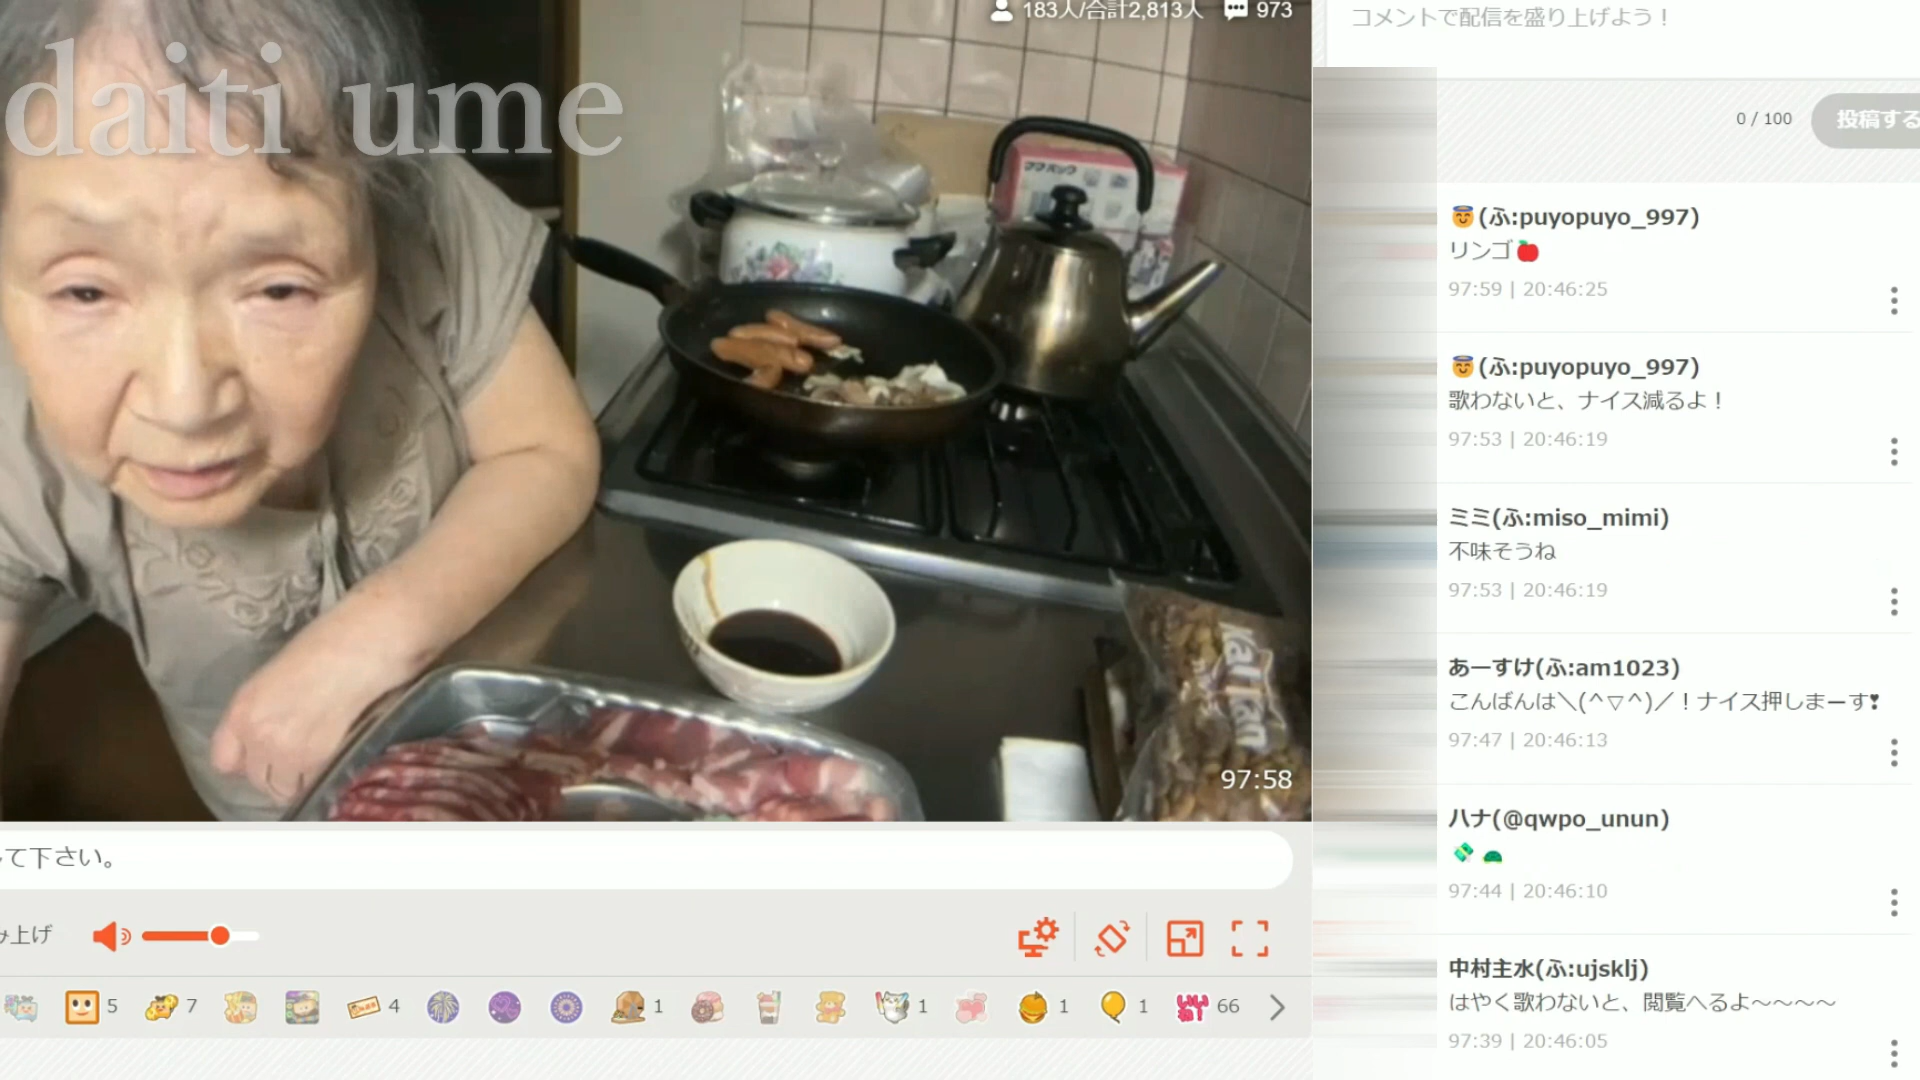 183人/合計2,813人 973
daiti ume
97:58
して下さい。
み上げ
5
7
4
1
1
1
1
66
コメントで配信を盛り上げよう！
0 / 100
投稿する
(ふ:puyopuyo_997)
リンゴ🍎
97:59 | 20:46:25
(ふ:puyopuyo_997)
歌わないと、ナイス減るよ！
97:53 | 20:46:19
ミミ(ふ:miso_mimi)
不味そうね
97:53 | 20:46:19
あーすけ(ふ:am1023)
こんばんは＼(^▽^)／！ナイス押しまーす❣
97:47 | 20:46:13
ハナ(@qwpo_unun)
97:44 | 20:46:10
中村主水(ふ:ujsklj)
はやく歌わないと、閲覧へるよ～～～～
97:39 | 20:46:05